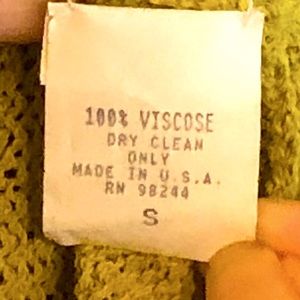 100% VISCOSE
DRY CLEAN
ONLY
MADE IN U.S.A.
RN 98244
S